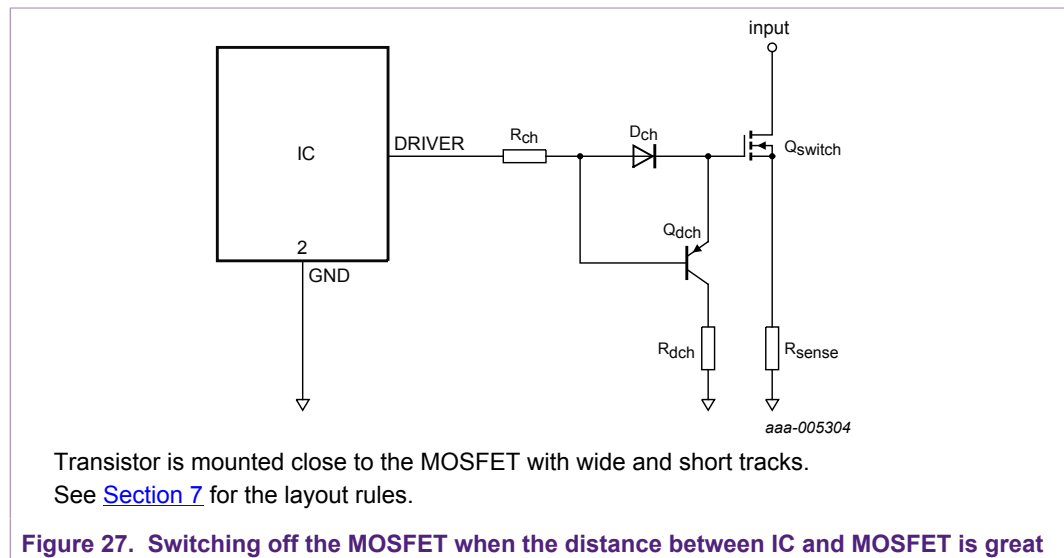 input
IC
DRIVER
Rch
Dch
Qswitch
Qdch
2
GND
Rdch
Rsense
aaa-005304
Transistor is mounted close to the MOSFET with wide and short tracks.
See Section 7 for the layout rules.
Figure 27. Switching off the MOSFET when the distance between IC and MOSFET is great